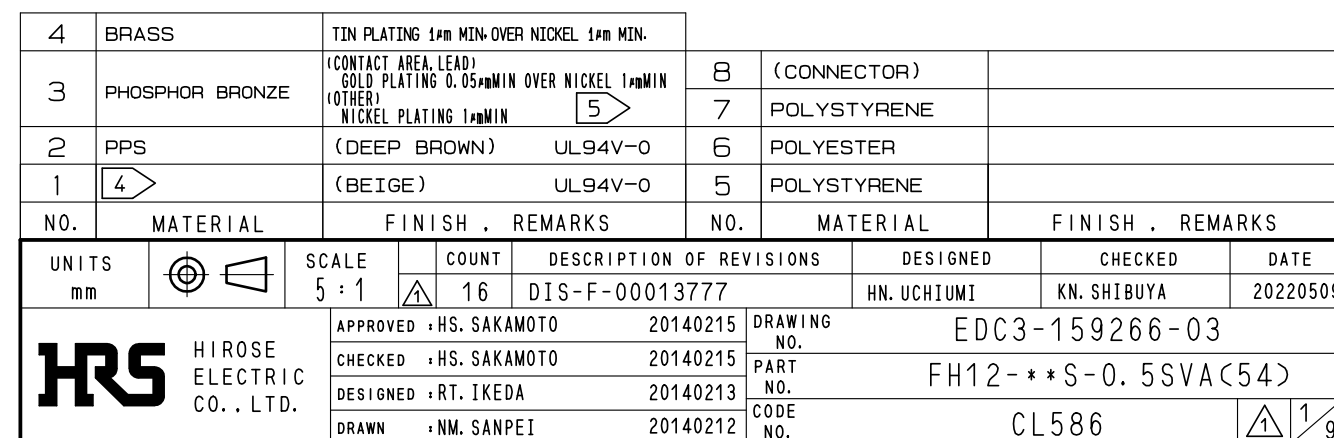 4 BRASS TIN PLATING 1μm MIN. OVER NICKEL 1μm MIN.
3 PHOSPHOR BRONZE (CONTACT AREA, LEAD)
GOLD PLATING 0.05μmMIN OVER NICKEL 1μmMIN
(OTHER)
NICKEL PLATING 1μmMIN 5
2 PPS (DEEP BROWN) UL94V-0
1 4 (BEIGE) UL94V-0
NO. MATERIAL FINISH , REMARKS
8 (CONNECTOR)
7 POLYSTYRENE
6 POLYESTER
5 POLYSTYRENE
NO. MATERIAL FINISH , REMARKS
UNITS
mm
SCALE
5 : 1
COUNT DESCRIPTION OF REVISIONS DESIGNED CHECKED DATE
1 16 DIS-F-00013777 HN. UCHIUMI KN. SHIBUYA 20220509
HRS HIROSE
ELECTRIC
CO., LTD.
APPROVED : HS. SAKAMOTO 20140215
CHECKED : HS. SAKAMOTO 20140215
DESIGNED : RT. IKEDA 20140213
DRAWN : NM. SANPEI 20140212
DRAWING
NO. EDC3-159266-03
PART
NO. FH12-**S-0.5SVA(54)
CODE
NO. CL586 1 1/9